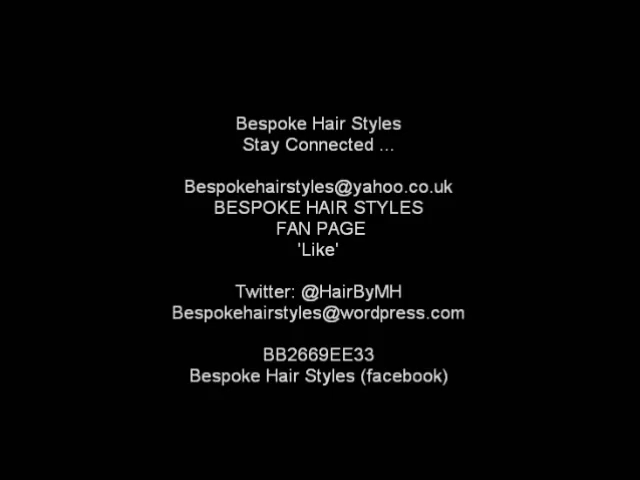 Bespoke Hair Styles
Stay Connected ...
Bespokehairstyles@yahoo.co.uk
BESPOKE HAIR STYLES
FAN PAGE
'Like'
Twitter: @HairByMH
Bespokehairstyles@wordpress.com
BB2669EE33
Bespoke Hair Styles (facebook)